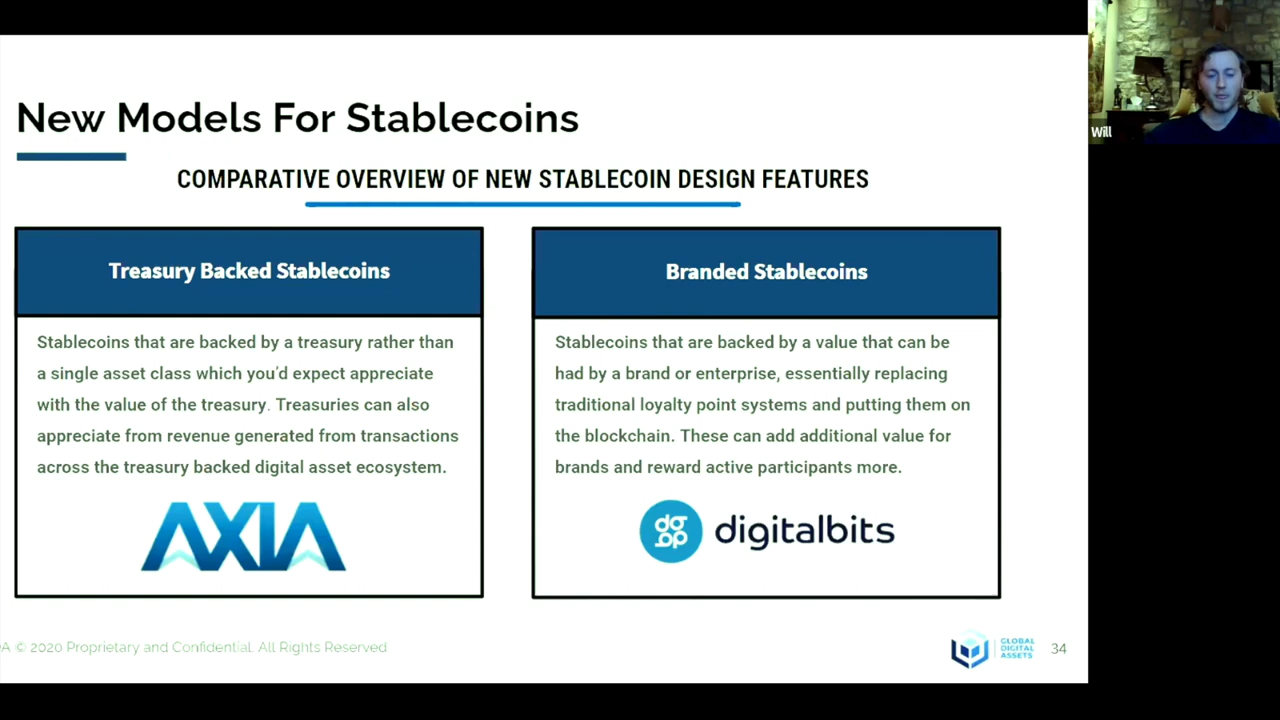 New Models For Stablecoins
COMPARATIVE OVERVIEW OF NEW STABLECOIN DESIGN FEATURES
Treasury Backed Stablecoins
Stablecoins that are backed by a treasury rather than
a single asset class which you'd expect appreciate
with the value of the treasury. Treasuries can also
appreciate from revenue generated from transactions
across the treasury backed digital asset ecosystem.
AXIA
Branded Stablecoins
Stablecoins that are backed by a value that can be
had by a brand or enterprise, essentially replacing
traditional loyalty point systems and putting them on
the blockchain. These can add additional value for
brands and reward active participants more.
digitalbits
© 2020 Proprietary and Confidential. All Rights Reserved
GLOBAL
DIGITAL
ASSETS
34
Will